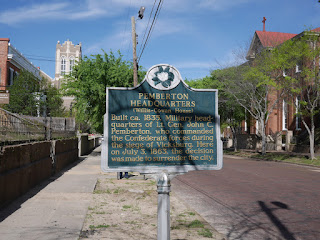 PEMBERTON
HEADQUARTERS
(Willis-Cowan House)
Built ca. 1835. Military head-
quarters of Lt. Gen. John C.
Pemberton, who commanded
the Confederate forces during
the siege of Vicksburg. Here
on July 3, 1863, the decision
was made to surrender the city.